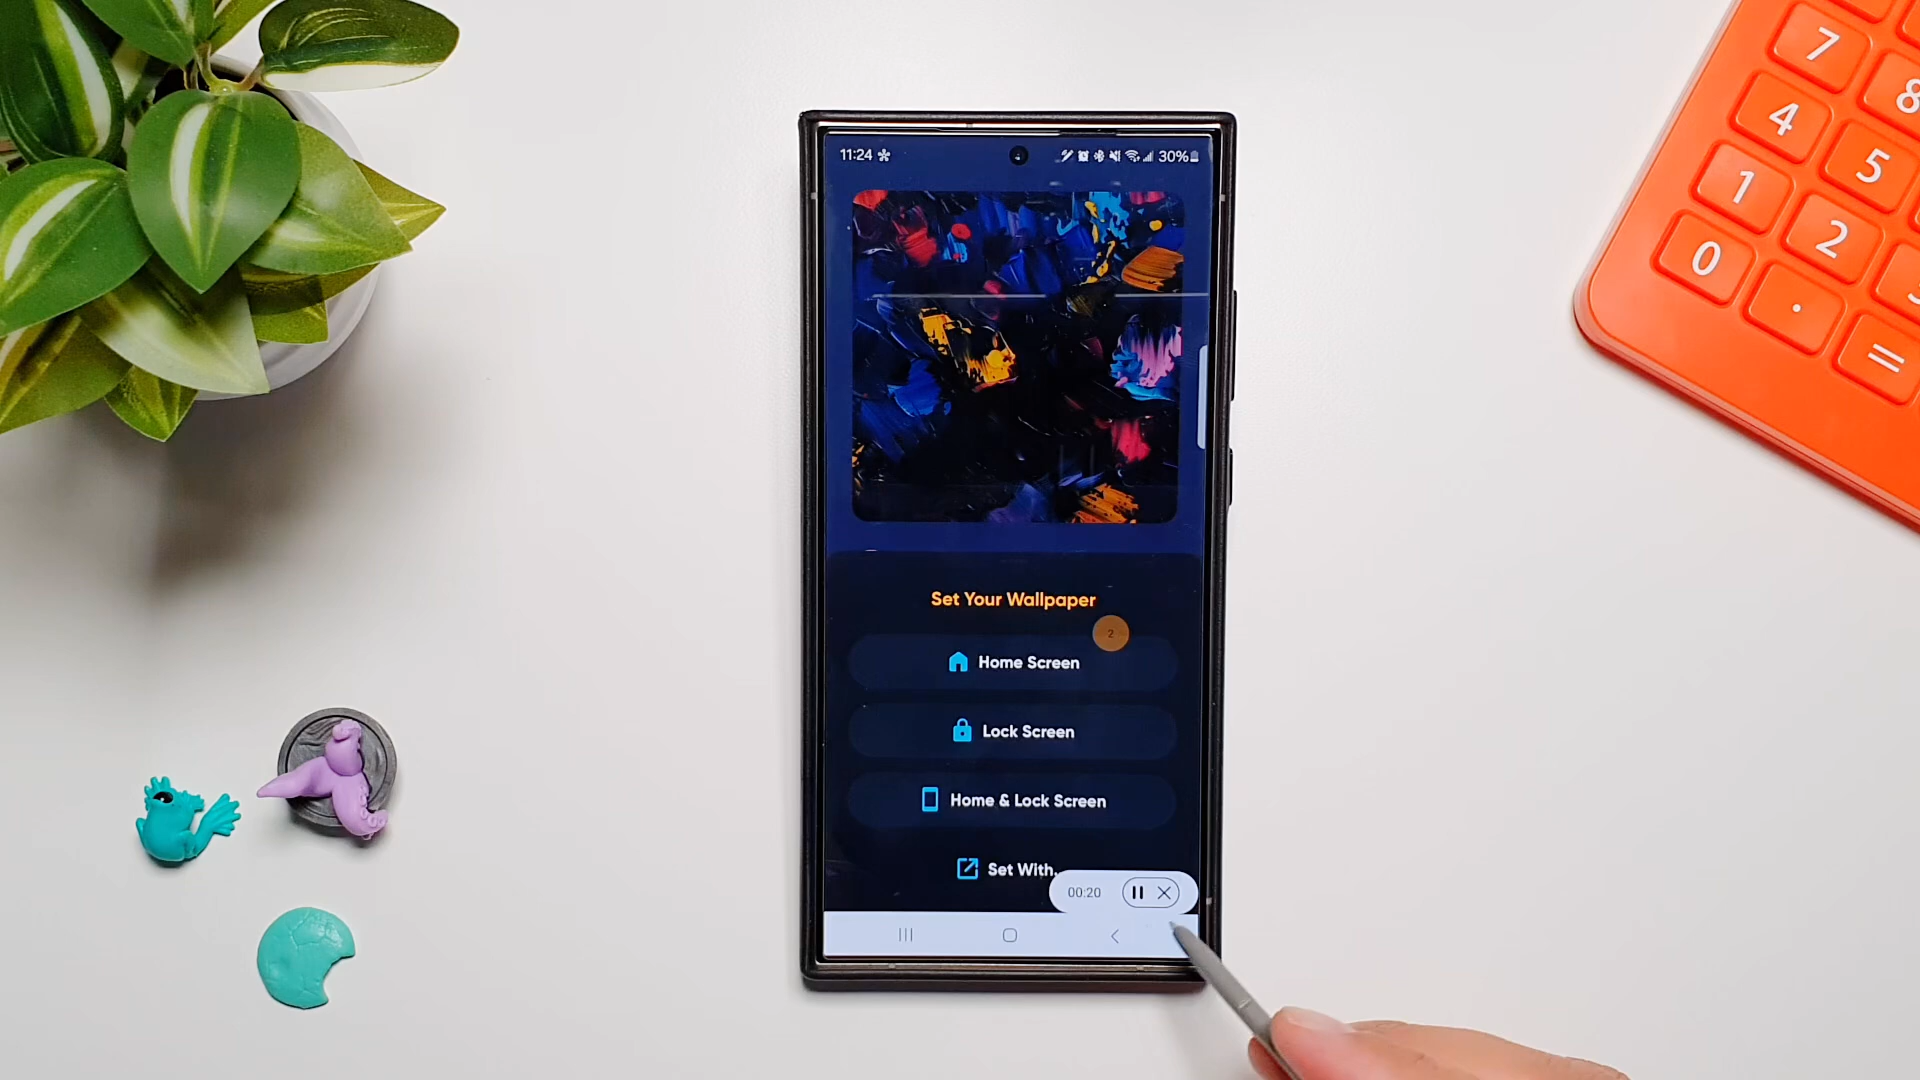 11:24
30%
Set Your Wallpaper
2
Home Screen
Lock Screen
Home & Lock Screen
Set With.
00:20
7
8
4
5
1
2
0
.
=